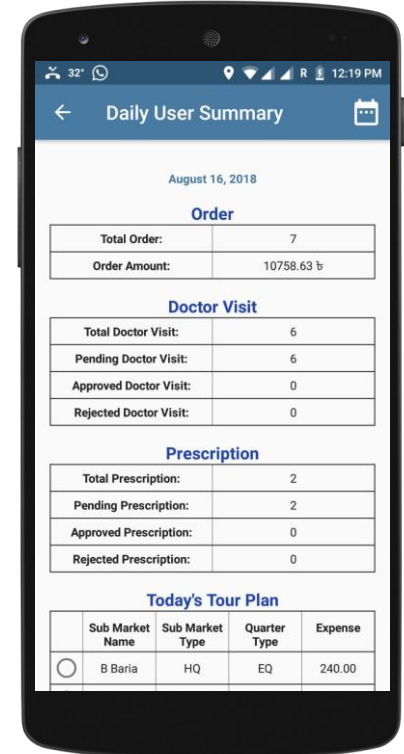 32° R 12:19 PM
Daily User Summary
August 16, 2018
Order
Total Order: 7
Order Amount: 10758.63 ৳
Doctor Visit
Total Doctor Visit: 6
Pending Doctor Visit: 6
Approved Doctor Visit: 0
Rejected Doctor Visit: 0
Prescription
Total Prescription: 2
Pending Prescription: 2
Approved Prescription: 0
Rejected Prescription: 0
Today's Tour Plan
Sub Market Name Sub Market Type Quarter Type Expense
B Baria HQ EQ 240.00